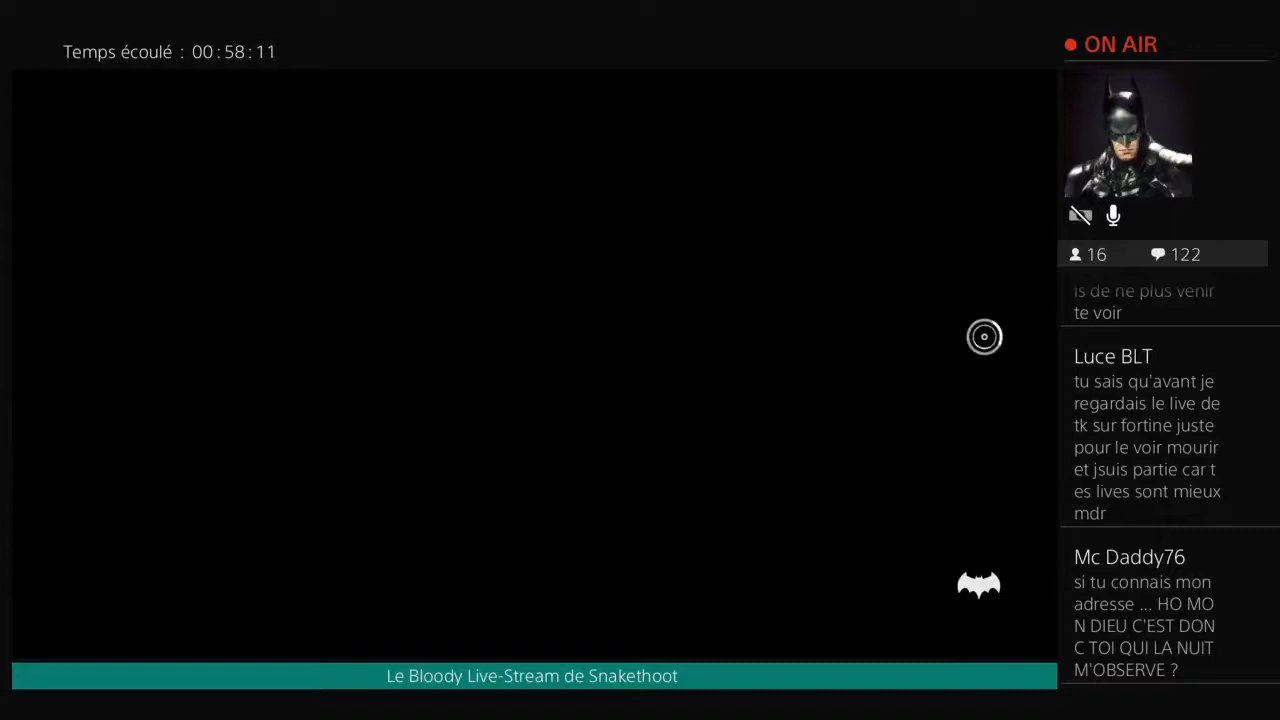 Temps écoulé : 00:58:11
ON AIR
16 122
is de ne plus venir
te voir
Luce BLT
tu sais qu'avant je
regardais le live de
tk sur fortine juste
pour le voir mourir
et jsuis partie car t
es lives sont mieux
mdr
Mc Daddy76
si tu connais mon
adresse ... HO MO
N DIEU C'EST DON
C TOI QUI LA NUIT
M'OBSERVE ?
Le Bloody Live-Stream de Snakethoot